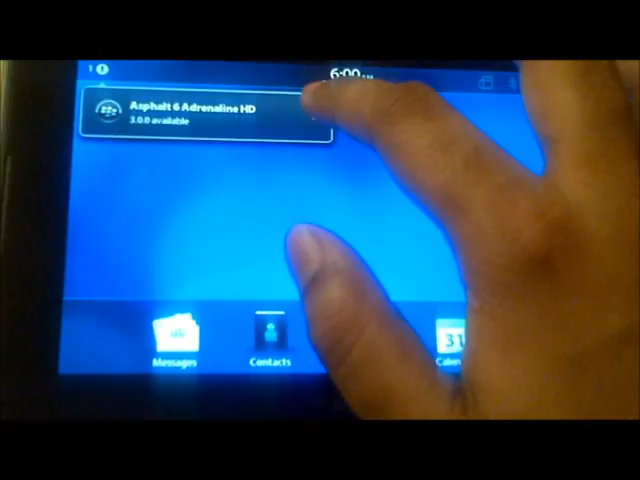 1
6:00
Asphalt 6 Adrenaline HD
3.0.0 available
31
Messages
Contacts